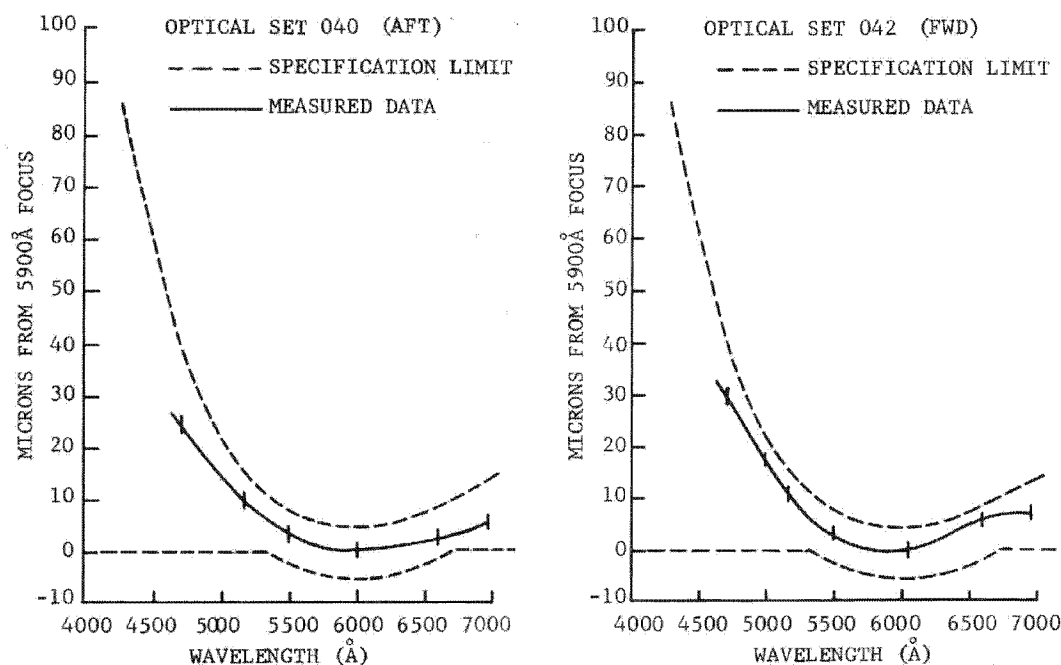 OPTICAL SET 040 (AFT)
SPECIFICATION LIMIT
MEASURED DATA
MICRONS FROM 5900Å FOCUS
100
90
80
70
60
50
40
30
20
10
0
-10
4000 4500 5000 5500 6000 6500 7000
WAVELENGTH (Å)
OPTICAL SET 042 (FWD)
SPECIFICATION LIMIT
MEASURED DATA
MICRONS FROM 5900Å FOCUS
100
90
80
70
60
50
40
30
20
10
0
-10
4000 4500 5000 5500 6000 6500 7000
WAVELENGTH (Å)